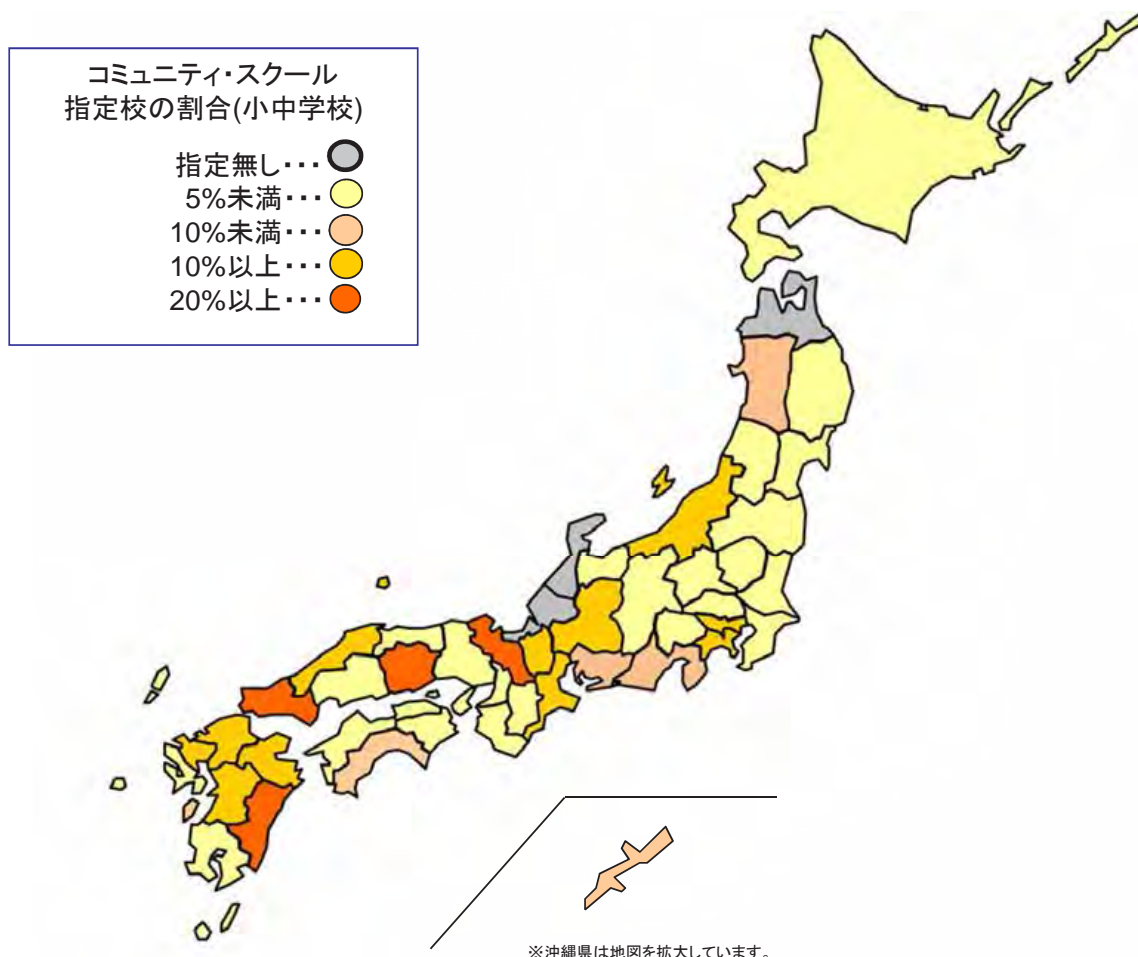 コミュニティ・スクール
指定校の割合(小中学校)
指定無し・・・
5%未満・・・
10%未満・・・
10%以上・・・
20%以上・・・
※沖縄県は地図を拡大しています。